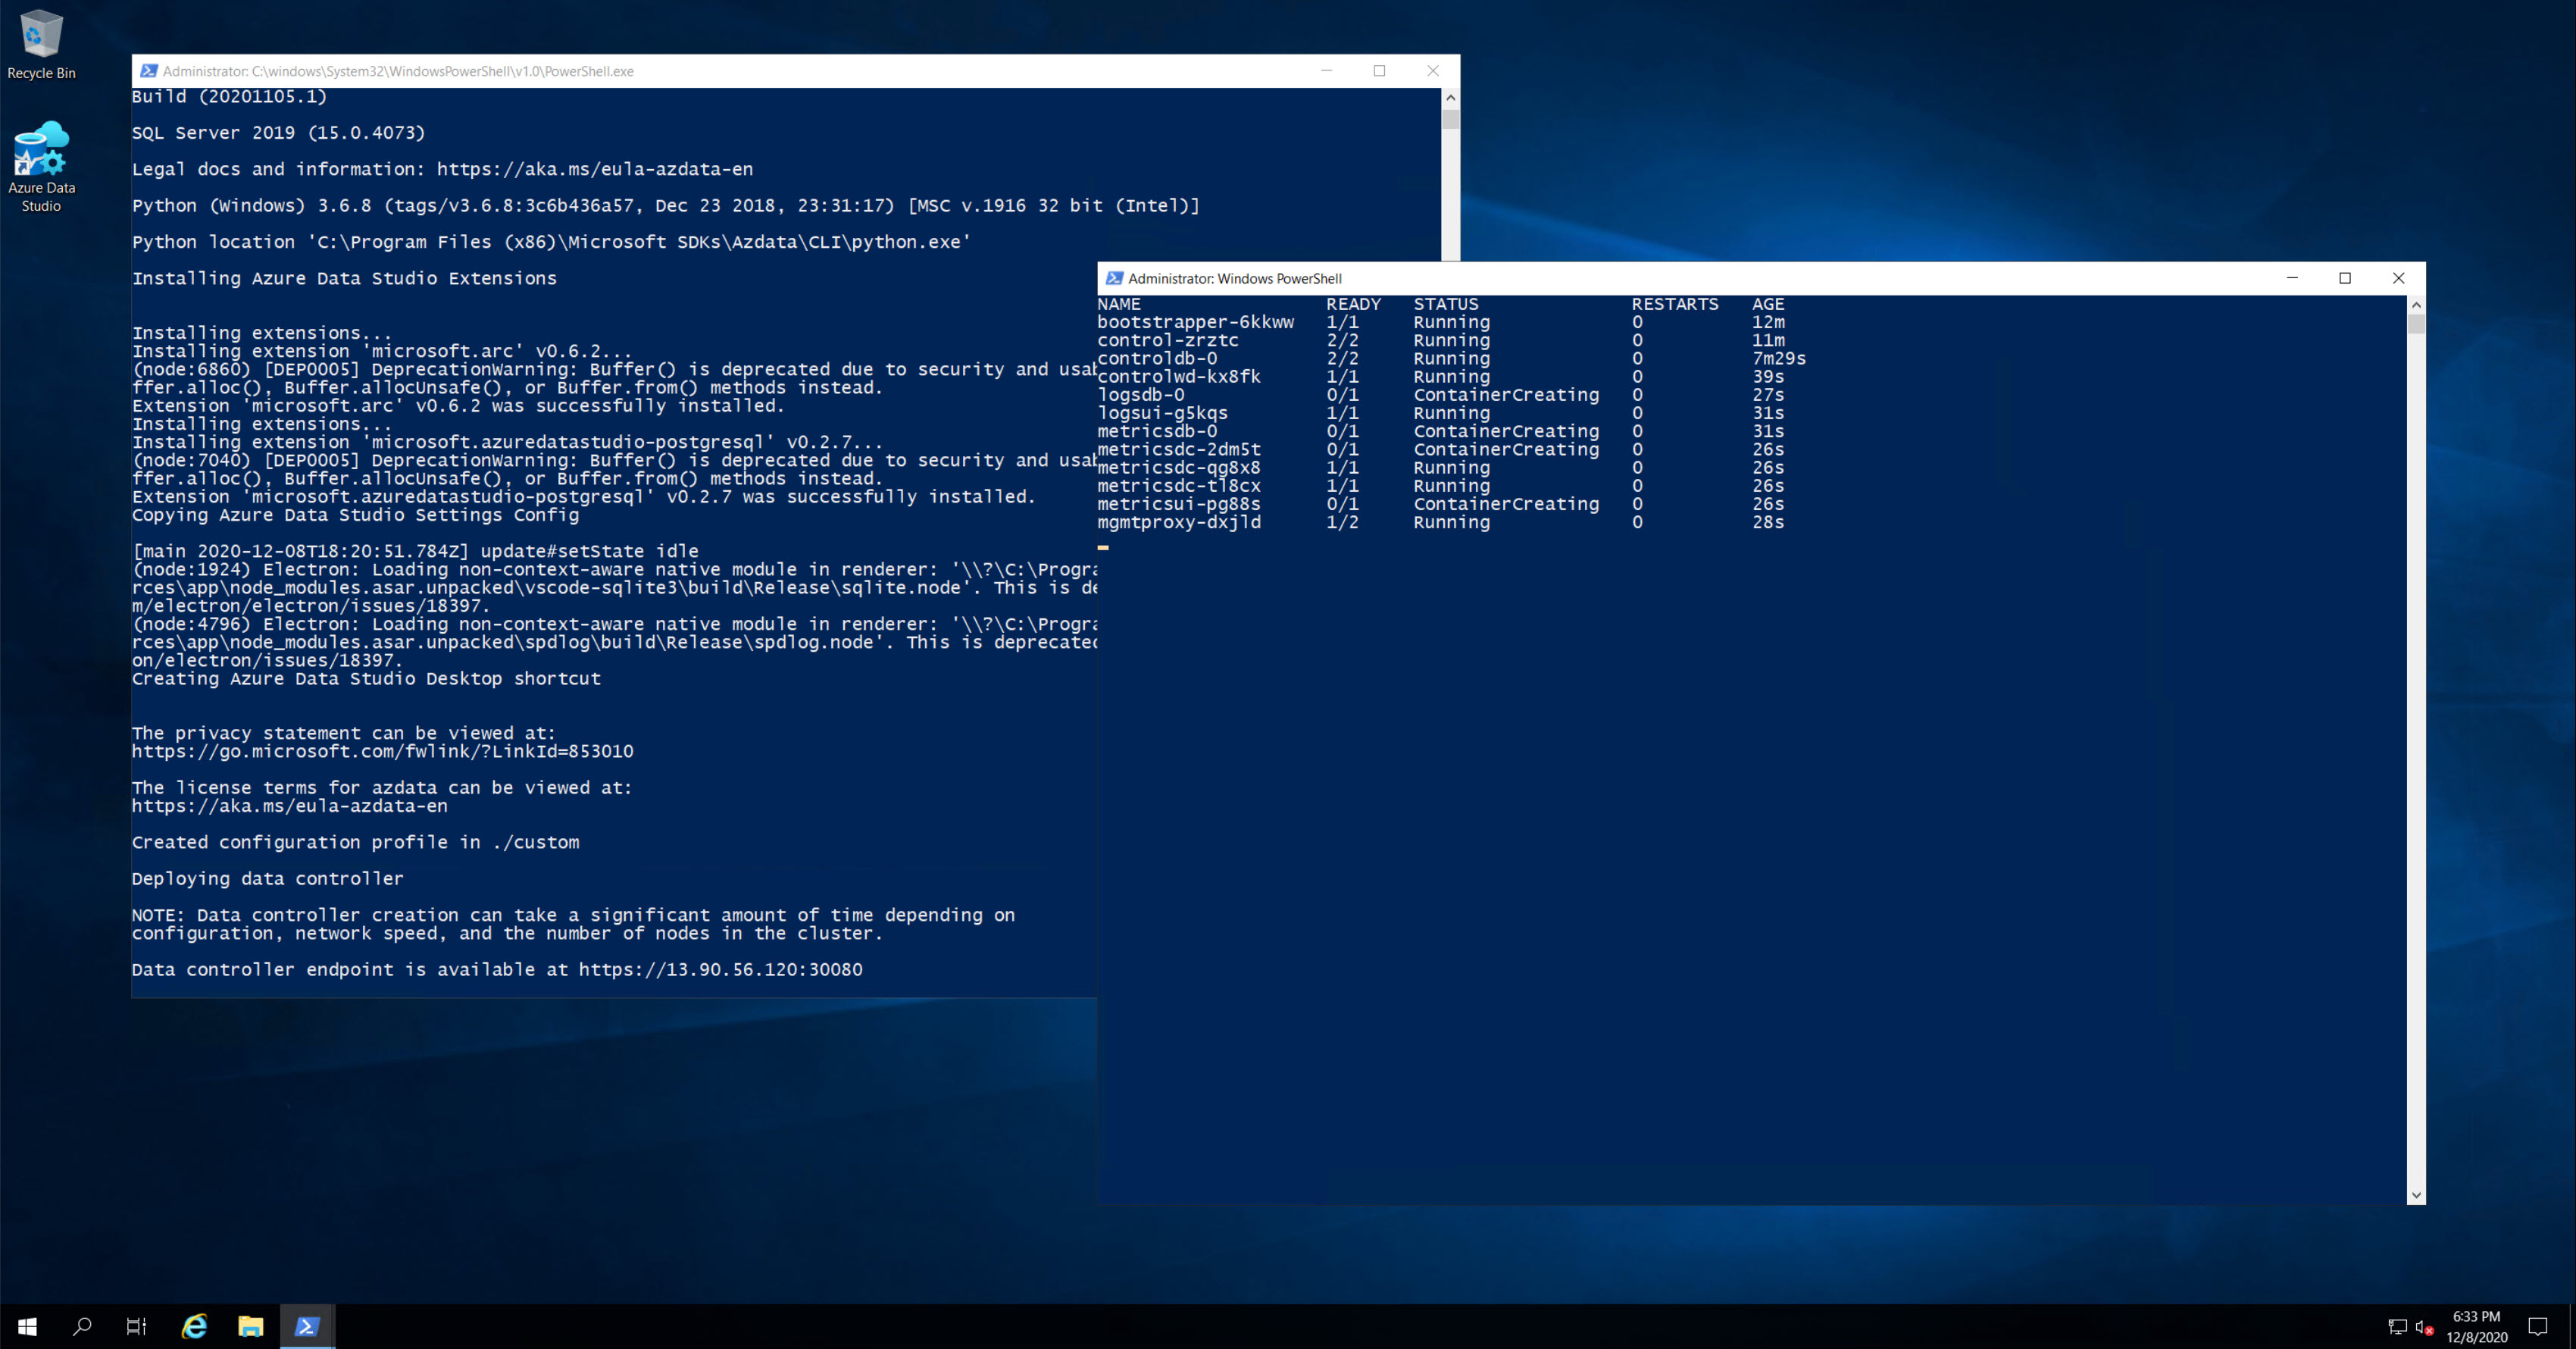 Recycle Bin
Azure Data
Studio
Administrator: C:\windows\System32\WindowsPowerShell\v1.0\PowerShell.exe
Build (20201105.1)
SQL Server 2019 (15.0.4073)
Legal docs and information: https://aka.ms/eula-azdata-en
Python (Windows) 3.6.8 (tags/v3.6.8:3c6b436a57, Dec 23 2018, 23:31:17) [MSC v.1916 32 bit (Intel)]
Python location 'C:\Program Files (x86)\Microsoft SDKs\Azdata\CLI\python.exe'
Installing Azure Data Studio Extensions
Installing extensions...
Installing extension 'microsoft.arc' v0.6.2...
(node:6860) [DEP0005] DeprecationWarning: Buffer() is deprecated due to security and usab
ffer.alloc(), Buffer.allocUnsafe(), or Buffer.from() methods instead.
Extension 'microsoft.arc' v0.6.2 was successfully installed.
Installing extensions...
Installing extension 'microsoft.azuredatastudio-postgresql' v0.2.7...
(node:7040) [DEP0005] DeprecationWarning: Buffer() is deprecated due to security and usab
ffer.alloc(), Buffer.allocUnsafe(), or Buffer.from() methods instead.
Extension 'microsoft.azuredatastudio-postgresql' v0.2.7 was successfully installed.
Copying Azure Data Studio Settings Config
[main 2020-12-08T18:20:51.784Z] update#setState idle
(node:1924) Electron: Loading non-context-aware native module in renderer: '\\?\C:\Progra
rces\app\node_modules.asar.unpacked\vscode-sqlite3\build\Release\sqlite.node'. This is de
m/electron/electron/issues/18397.
(node:4796) Electron: Loading non-context-aware native module in renderer: '\\?\C:\Progra
rces\app\node_modules.asar.unpacked\spdlog\build\Release\spdlog.node'. This is deprecated
on/electron/issues/18397.
Creating Azure Data Studio Desktop shortcut
The privacy statement can be viewed at:
https://go.microsoft.com/fwlink/?LinkId=853010
The license terms for azdata can be viewed at:
https://aka.ms/eula-azdata-en
Created configuration profile in ./custom
Deploying data controller
NOTE: Data controller creation can take a significant amount of time depending on
configuration, network speed, and the number of nodes in the cluster.
Data controller endpoint is available at https://13.90.56.120:30080
Administrator: Windows PowerShell
NAME READY STATUS RESTARTS AGE
bootstrapper-6kkww 1/1 Running 0 12m
control-zrztc 2/2 Running 0 11m
controldb-0 2/2 Running 0 7m29s
controlwd-kx8fk 1/1 Running 0 39s
logsdb-0 0/1 ContainerCreating 0 27s
logsui-g5kqs 1/1 Running 0 31s
metricsdb-0 0/1 ContainerCreating 0 31s
metricsdc-2dm5t 0/1 ContainerCreating 0 26s
metricsdc-qg8x8 1/1 Running 0 26s
metricsdc-tl8cx 1/1 Running 0 26s
metricsui-pg88s 0/1 ContainerCreating 0 26s
mgmtproxy-dxjld 1/2 Running 0 28s
6:33 PM
12/8/2020